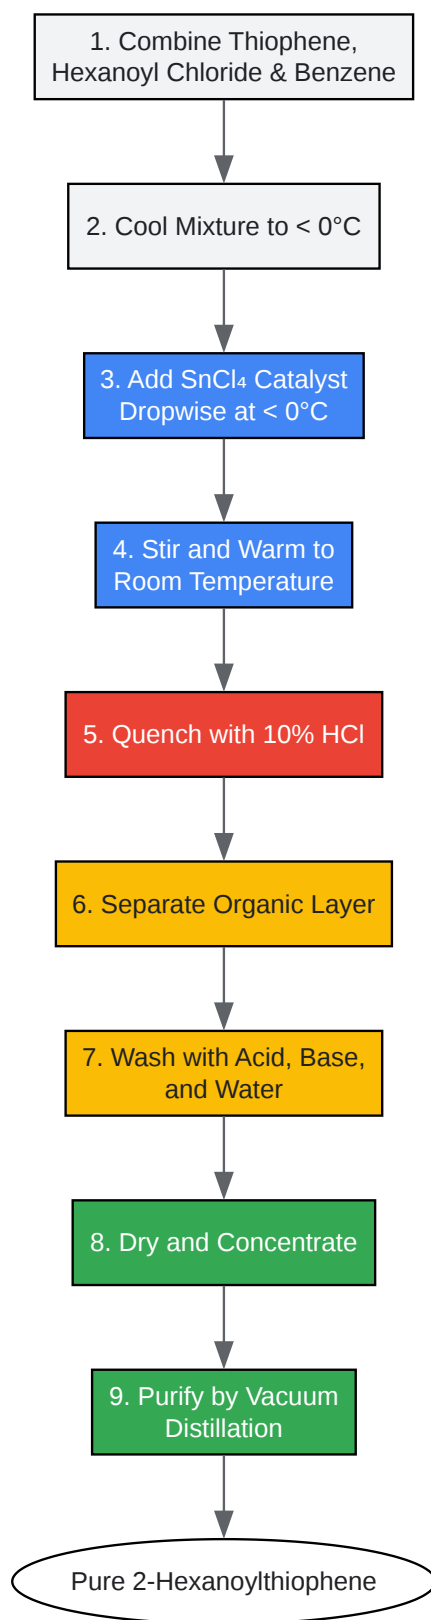 1. Combine Thiophene,
Hexanoyl Chloride & Benzene
2. Cool Mixture to < 0°C
3. Add SnCl₄ Catalyst
Dropwise at < 0°C
4. Stir and Warm to
Room Temperature
5. Quench with 10% HCl
6. Separate Organic Layer
7. Wash with Acid, Base,
and Water
8. Dry and Concentrate
9. Purify by Vacuum
Distillation
Pure 2-Hexanoylthiophene